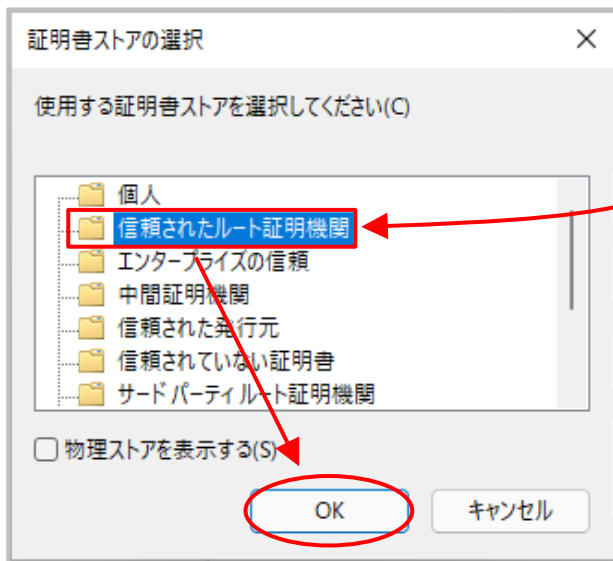 証明書ストアの選択
使用する証明書ストアを選択してください(C)
個人
信頼されたルート証明機関
エンタープライズの信頼
中間証明機関
信頼された発行元
信頼されていない証明書
サード パーティ ルート証明機関
物理ストアを表示する(S)
OK
キャンセル